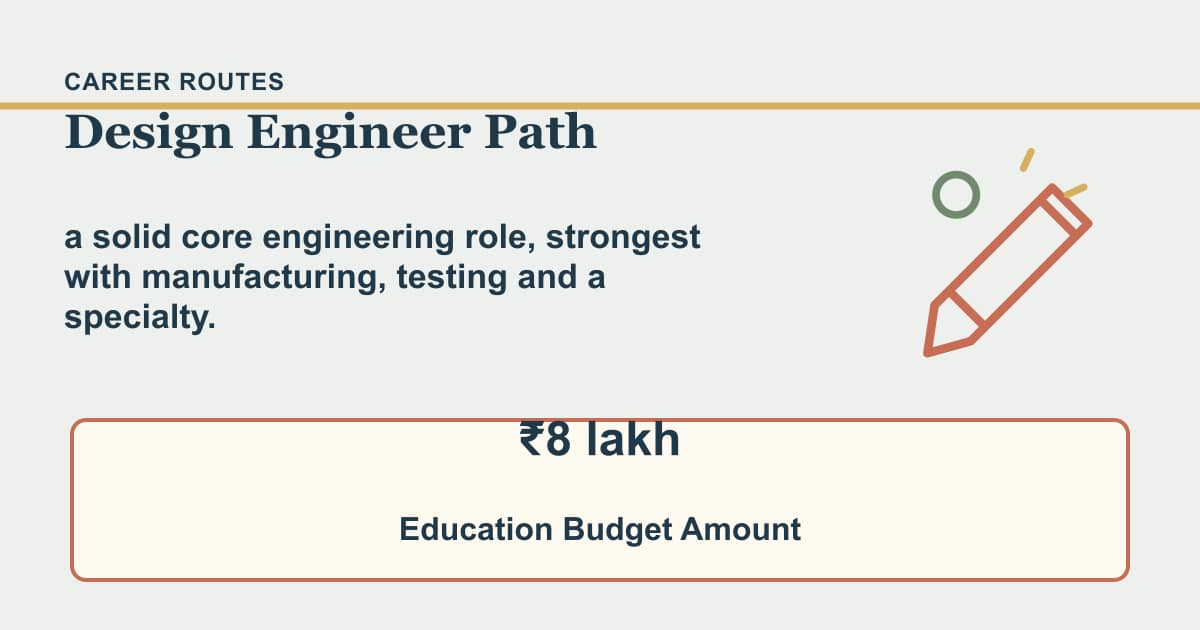 CAREER ROUTES
Design Engineer Path
a solid core engineering role, strongest
with manufacturing, testing and a
specialty.
₹8 lakh
Education Budget Amount